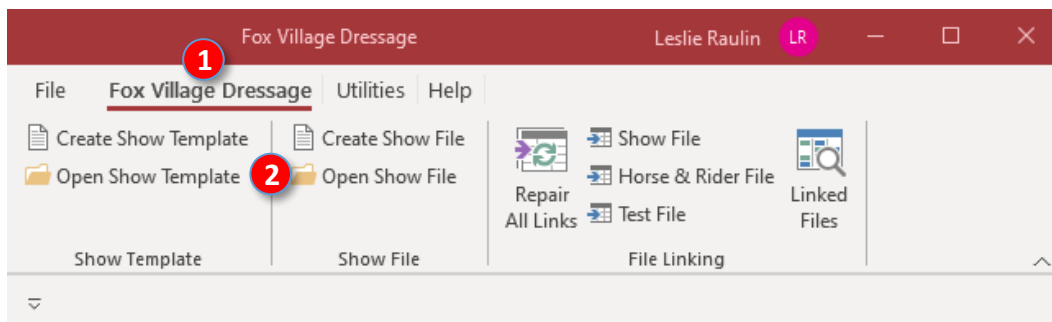 Fox Village Dressage Leslie Raulin LR
1
File Fox Village Dressage Utilities Help
Create Show Template Create Show File Show File
Open Show Template 2 Open Show File Horse & Rider File
Repair Linked
All Links Test File Files
Show Template Show File File Linking